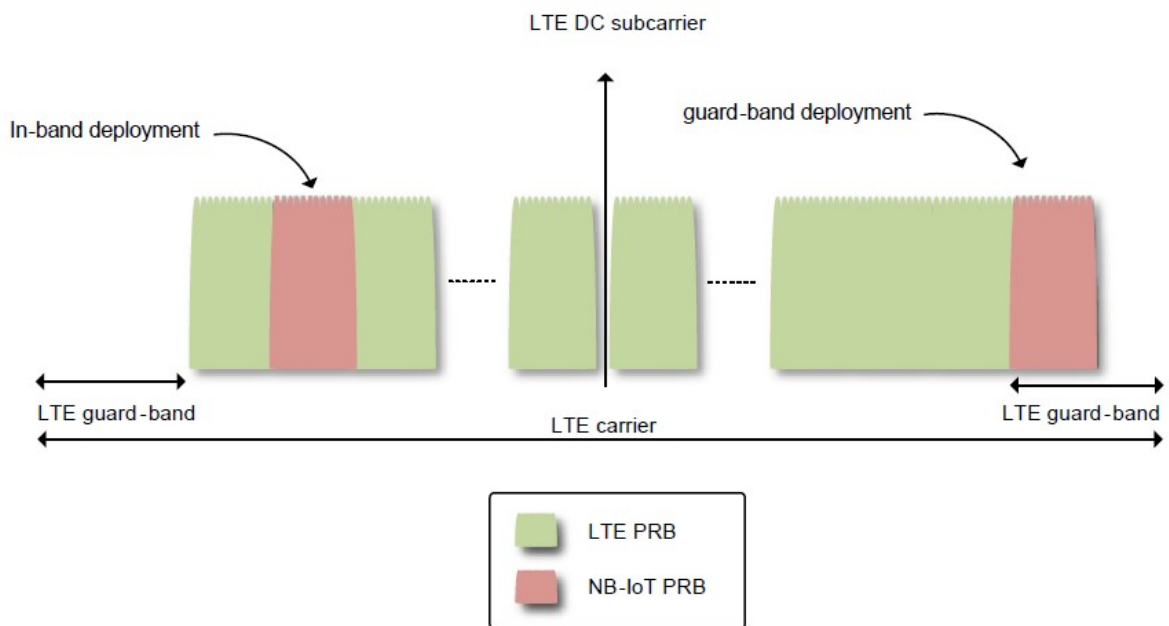 LTE DC subcarrier
In-band deployment
guard-band deployment
LTE guard-band
LTE guard-band
LTE carrier
LTE PRB
NB-IoT PRB